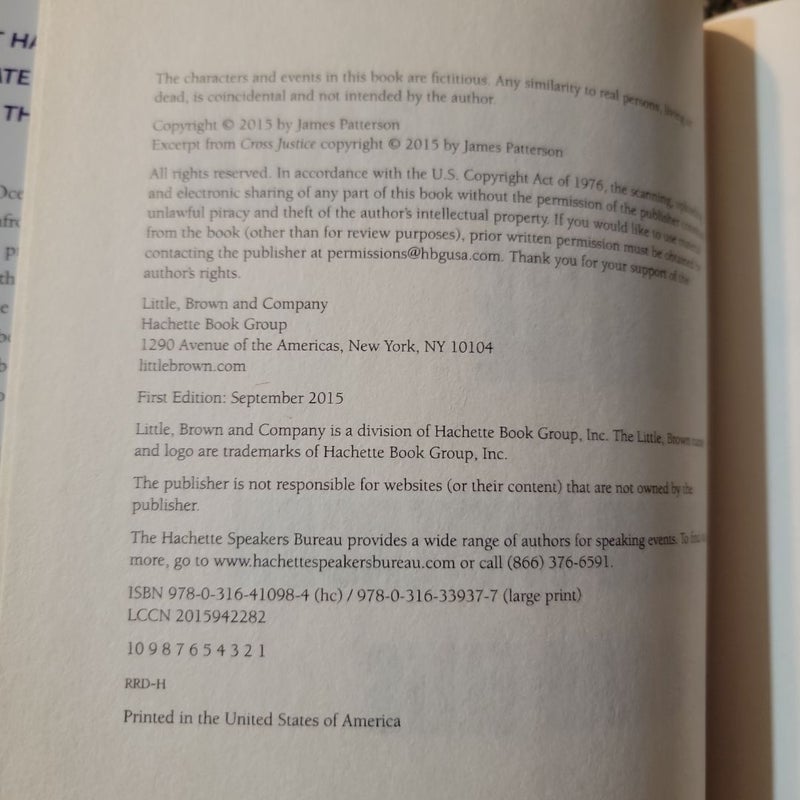 The characters and events in this book are fictitious. Any similarity to real persons, living or
dead, is coincidental and not intended by the author.
Copyright © 2015 by James Patterson
Excerpt from Cross Justice copyright © 2015 by James Patterson
All rights reserved. In accordance with the U.S. Copyright Act of 1976, the scanning,
and electronic sharing of any part of this book without the permission of the publisher
unlawful piracy and theft of the author's intellectual property. If you would like to use
from the book (other than for review purposes), prior written permission must be obtained
contacting the publisher at permissions@hbgusa.com. Thank you for your support of the
author's rights.
Little, Brown and Company
Hachette Book Group
1290 Avenue of the Americas, New York, NY 10104
littlebrown.com
First Edition: September 2015
Little, Brown and Company is a division of Hachette Book Group, Inc. The Little, Brown
and logo are trademarks of Hachette Book Group, Inc.
The publisher is not responsible for websites (or their content) that are not owned by the
publisher.
The Hachette Speakers Bureau provides a wide range of authors for speaking events. To find
more, go to www.hachettespeakersbureau.com or call (866) 376-6591.
ISBN 978-0-316-41098-4 (hc) / 978-0-316-33937-7 (large print)
LCCN 2015942282
10 9 8 7 6 5 4 3 2 1
RRD-H
Printed in the United States of America